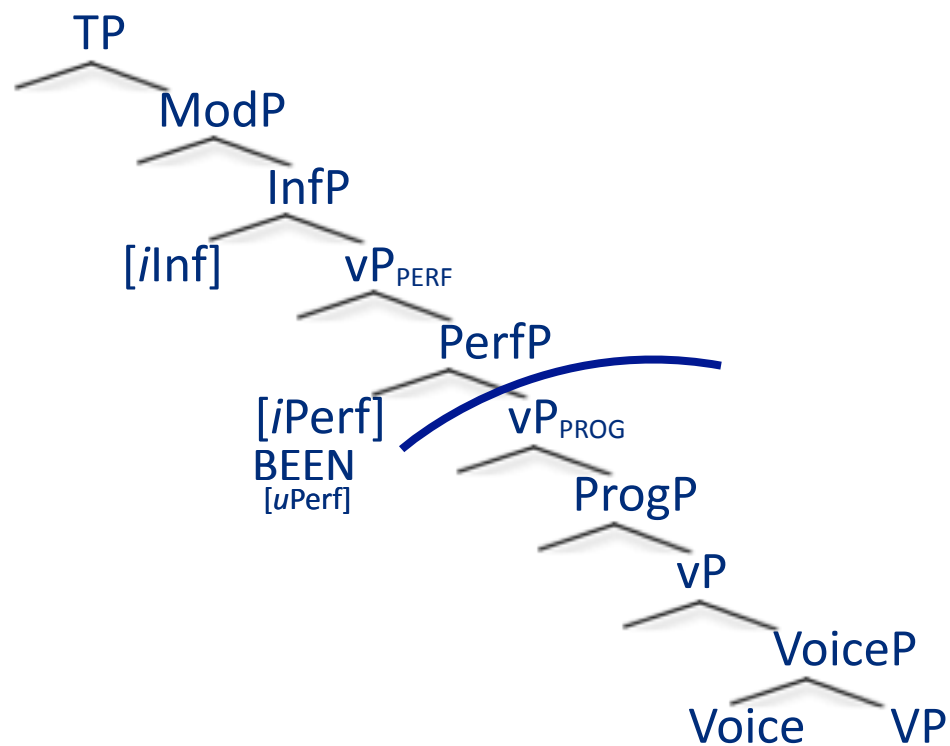 TP
ModP
InfP
[iInf]
vPPERF
PerfP
[iPerf]
vPPROG
BEEN
[uPerf]
ProgP
vP
VoiceP
Voice
VP